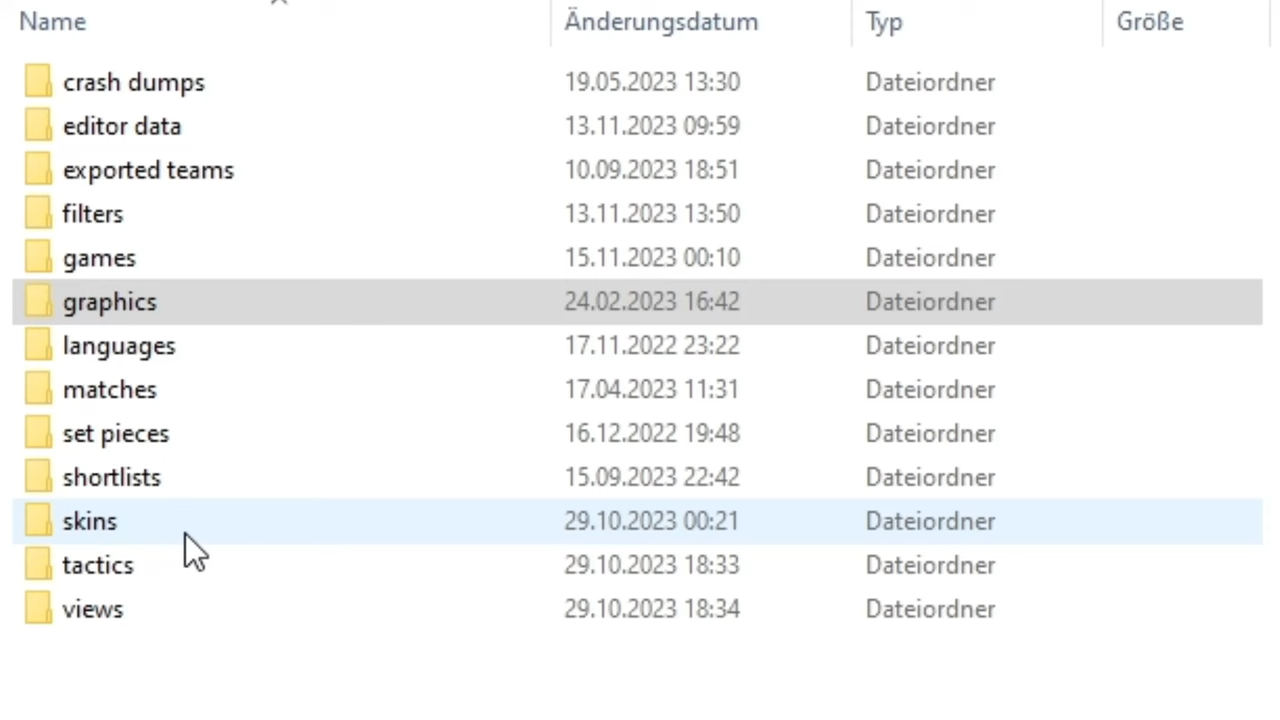 Name Änderungsdatum Typ Größe
crash dumps 19.05.2023 13:30 Dateiordner
editor data 13.11.2023 09:59 Dateiordner
exported teams 10.09.2023 18:51 Dateiordner
filters 13.11.2023 13:50 Dateiordner
games 15.11.2023 00:10 Dateiordner
graphics 24.02.2023 16:42 Dateiordner
languages 17.11.2022 23:22 Dateiordner
matches 17.04.2023 11:31 Dateiordner
set pieces 16.12.2022 19:48 Dateiordner
shortlists 15.09.2023 22:42 Dateiordner
skins 29.10.2023 00:21 Dateiordner
tactics 29.10.2023 18:33 Dateiordner
views 29.10.2023 18:34 Dateiordner